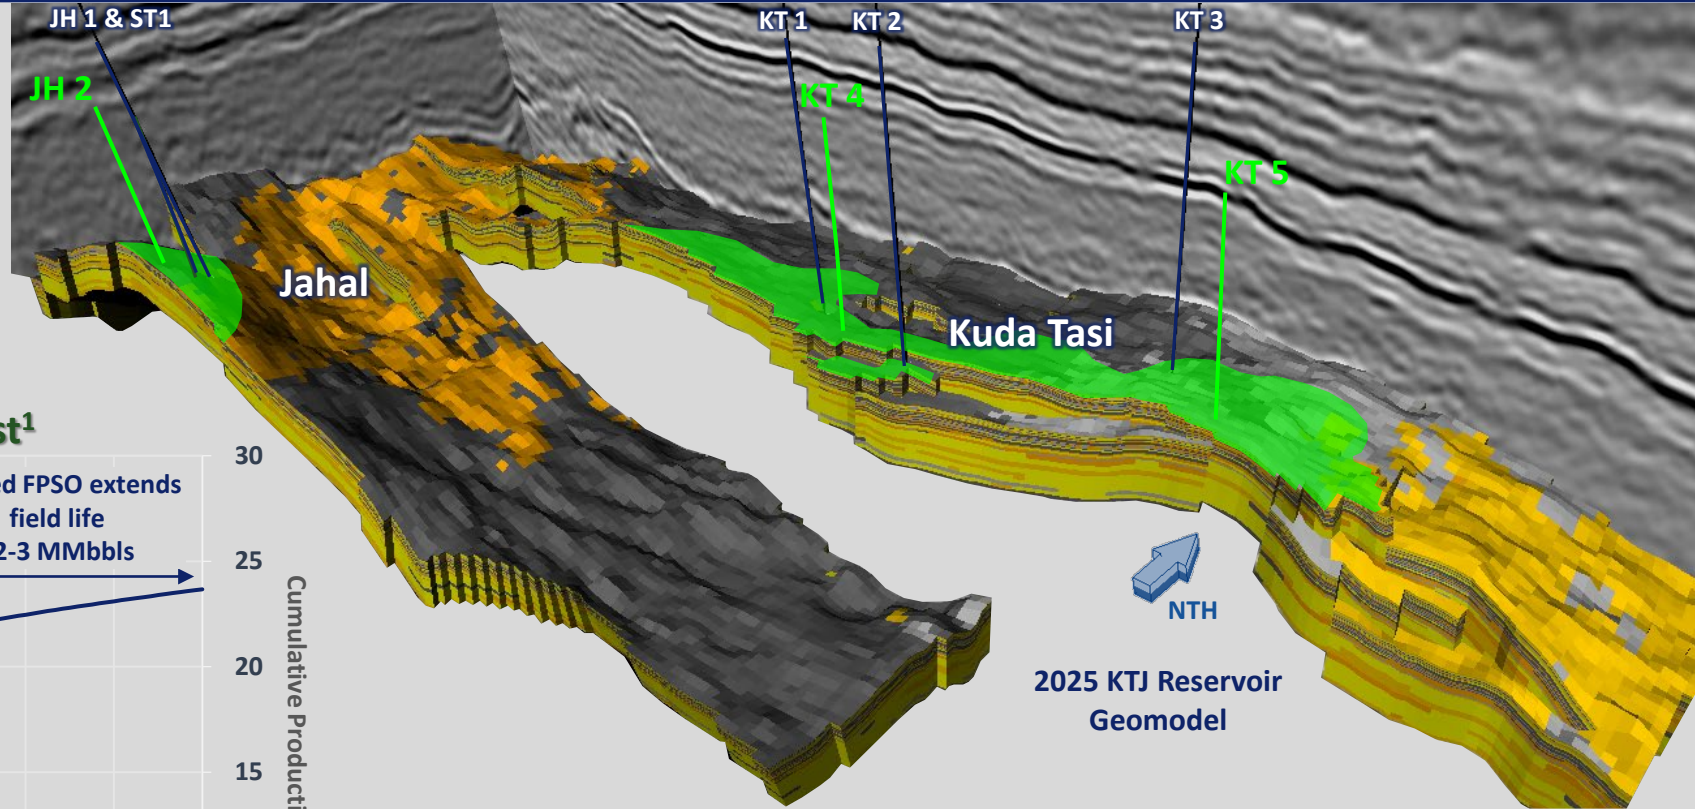 JH 1 & ST1
KT 1
KT 2
KT 3
JH 2
KT 4
KT 5
Jahal
Kuda Tasi
st¹
30
ed FPSO extends
field life
2-3 MMbbls
25
20
15
Cumulative Producti
NTH
2025 KTJ Reservoir
Geomodel